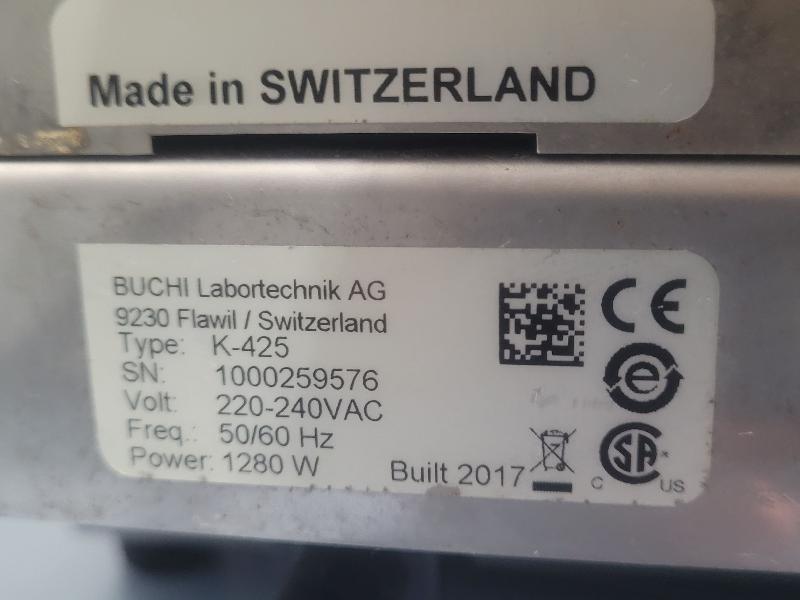 Made in SWITZERLAND
BUCHI Labortechnik AG
9230 Flawil / Switzerland
Type: K-425
SN: 1000259576
Volt: 220-240VAC
Freq.: 50/60 Hz
Power: 1280 W
Built 2017
CE
e
SA
C US